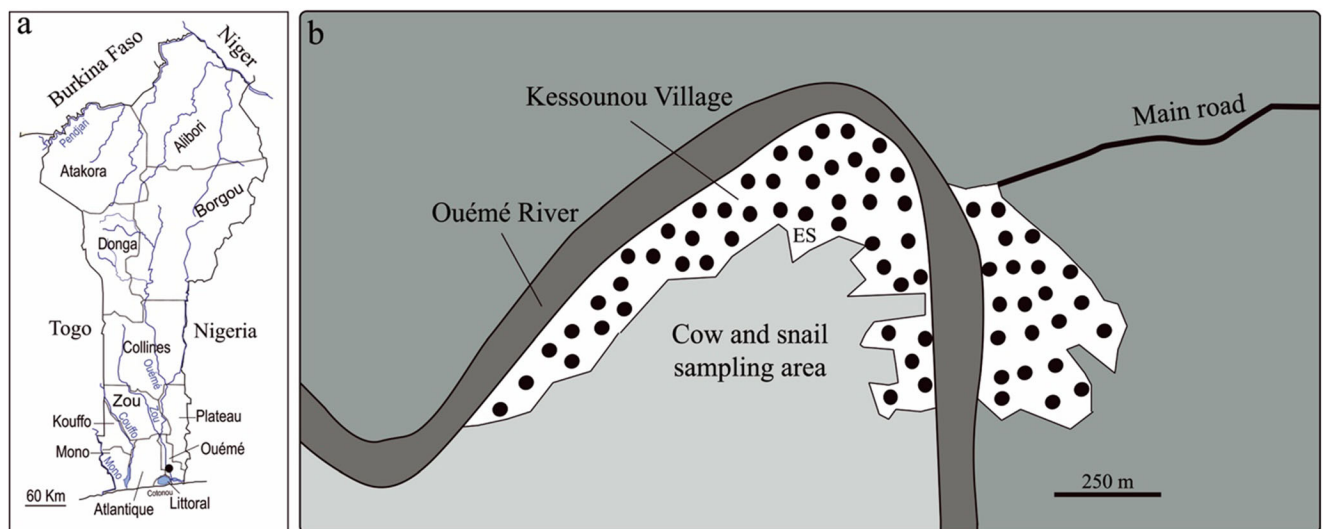 a
Burkina Faso
Niger
Pendjari
Alibori
Atakora
Borgou
Donga
Togo
Nigeria
Collines
Ouémé
Zou
Zou
Plateau
Kouffo
Couffo
Mono
Mono
Ouémé
60 Km
Cotonou
Littoral
Atlantique
b
Kessounou Village
Main road
Ouémé River
ES
Cow and snail
sampling area
250 m